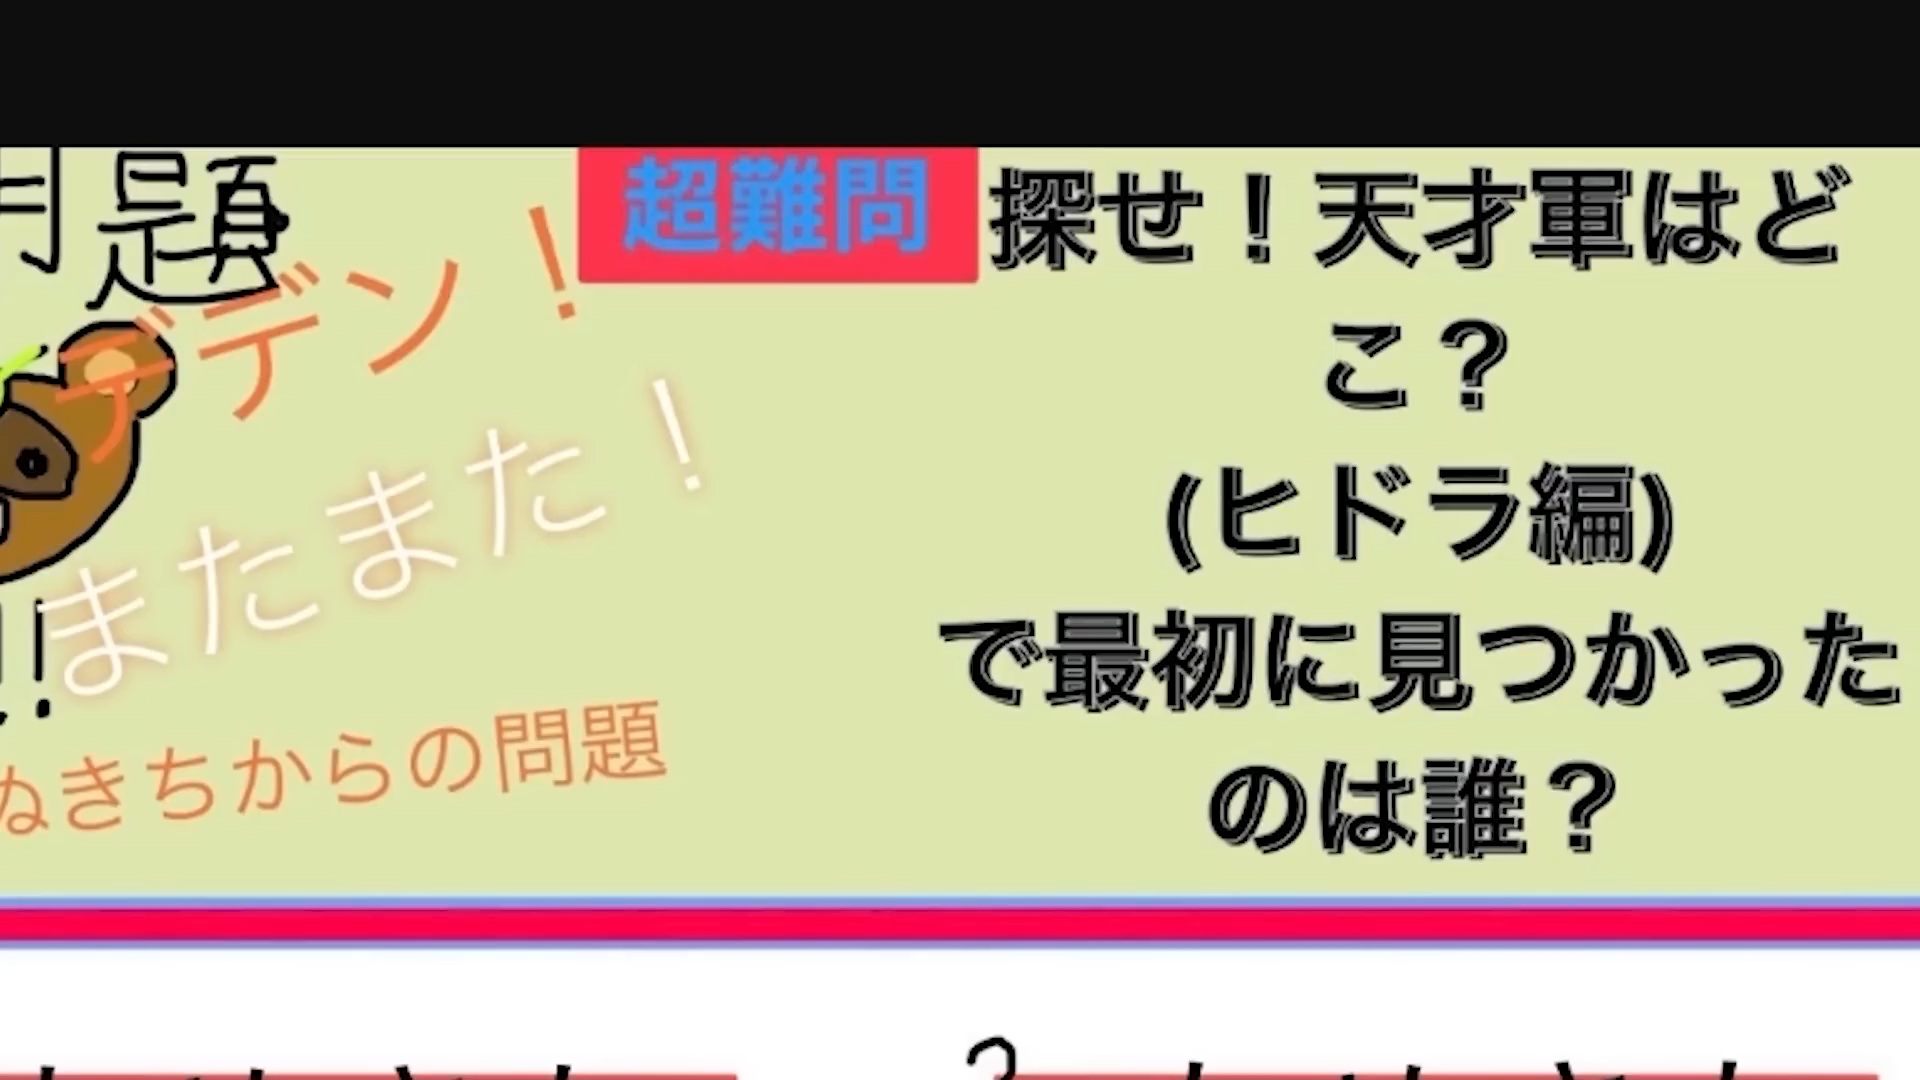 問題
デデン！
またまた！
ぬきちからの問題
超難問
探せ！天才軍はど
こ？
(ヒドラ編)
で最初に見つかった
のは誰？